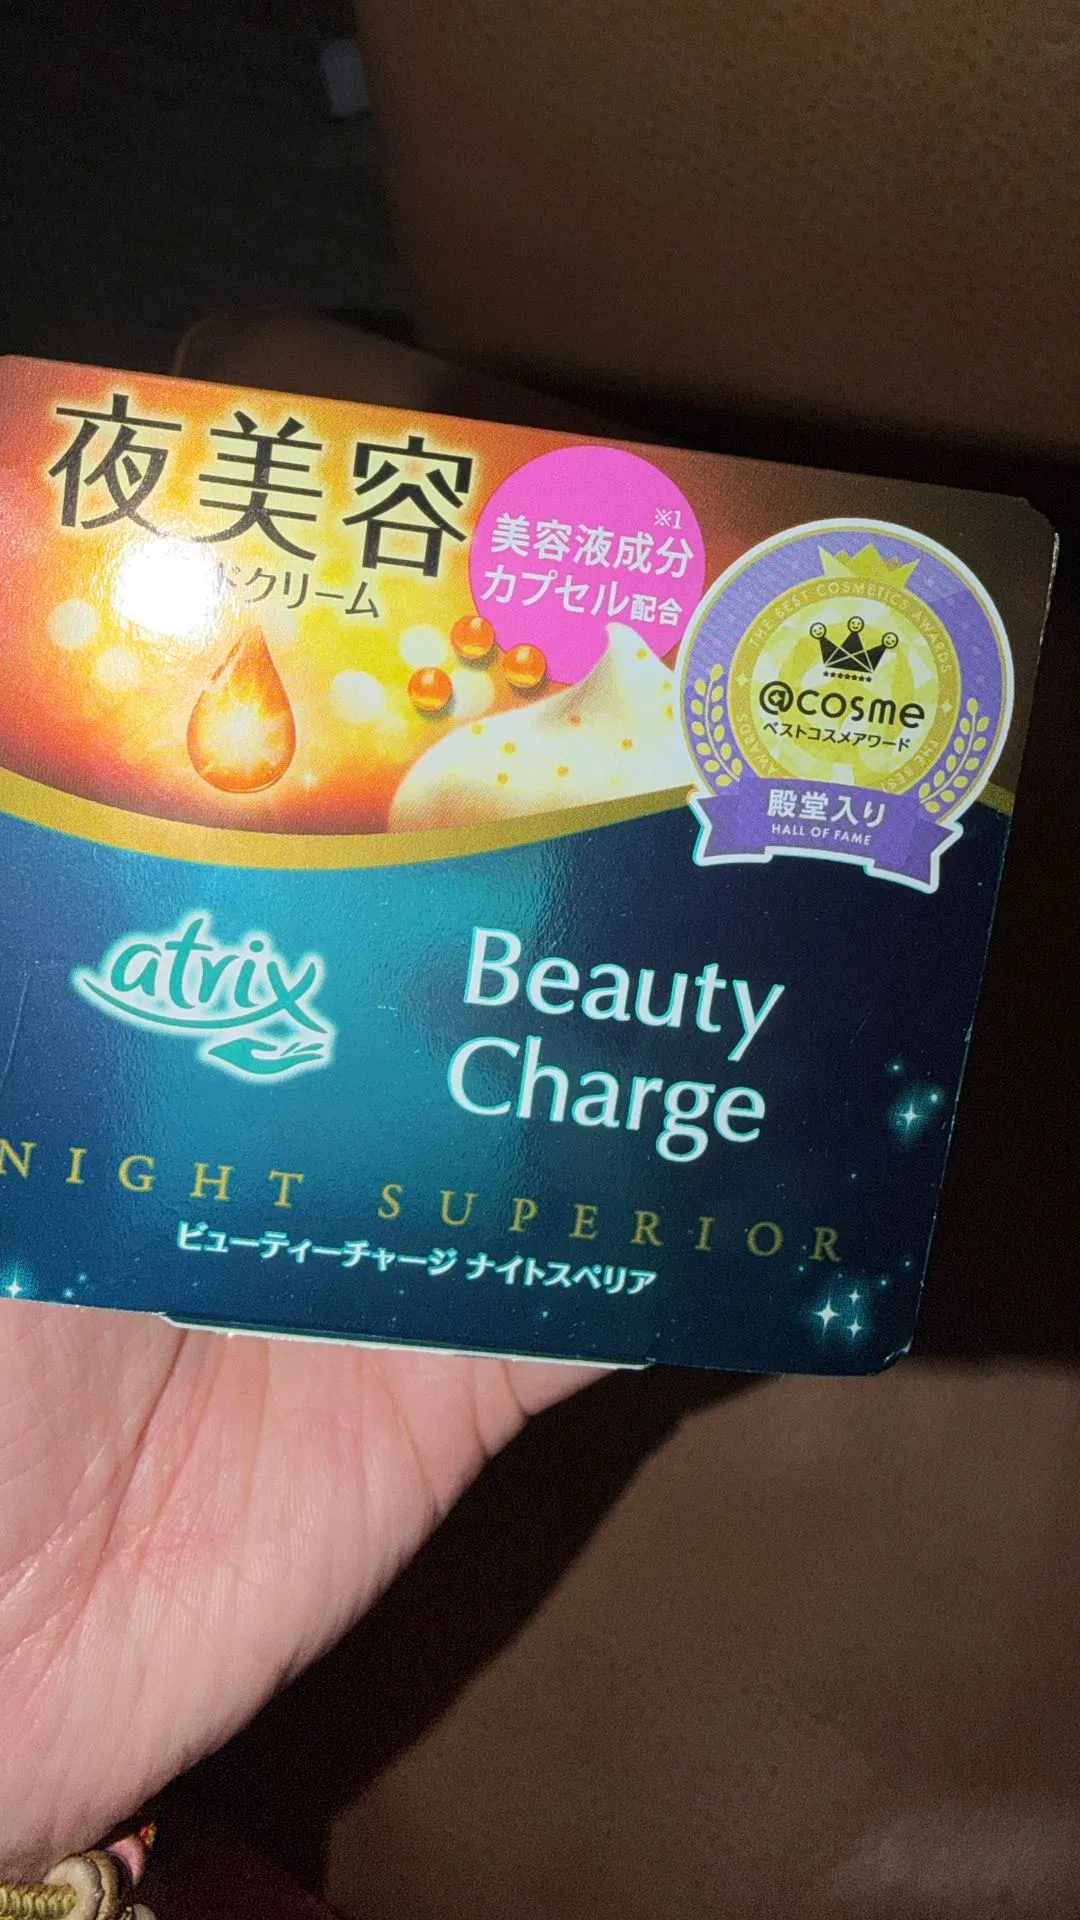 夜美容
ドクリーム
※1
美容液成分
カプセル配合
THE BEST COSMETICS AWARDS
@cosme
ベストコスメアワード
殿堂入り
HALL OF FAME
atrix
Beauty
Charge
NIGHT SUPERIOR
ビューティーチャージ ナイトスペリア